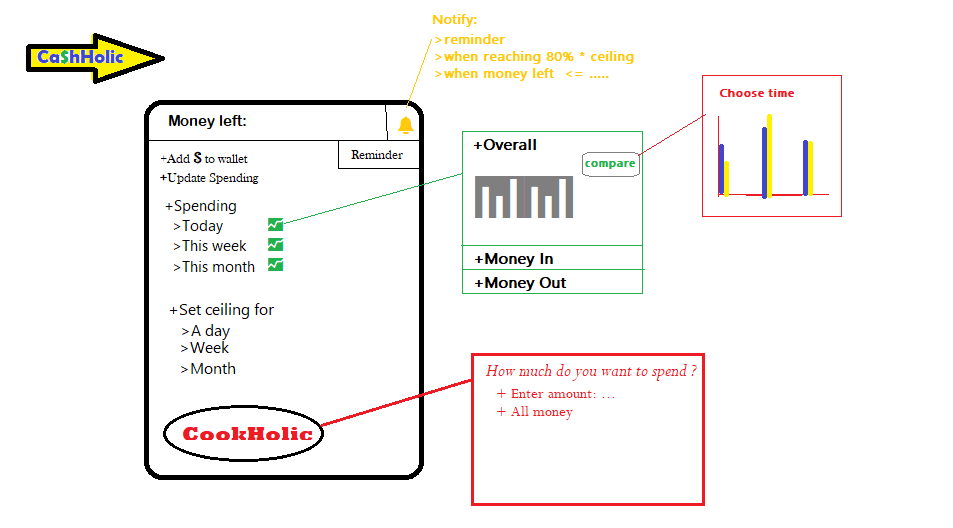 Ca$hHolic
Notify:
>reminder
>when reaching 80% * ceiling
>when money left <= .....
Money left:
Reminder
+Add $ to wallet
+Update Spending
+Spending
>Today
>This week
>This month
+Set ceiling for
>A day
>Week
>Month
CookHolic
+Overall
compare
+Money In
+Money Out
Choose time
How much do you want to spend ?
+ Enter amount: ...
+ All money